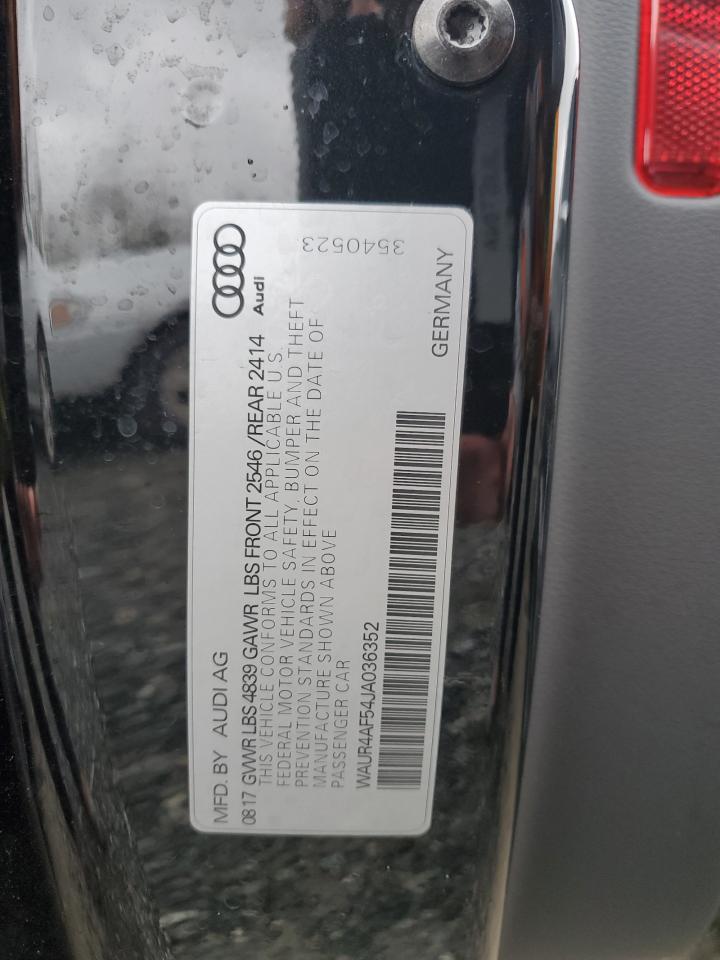 MFD. BY AUDI AG
Audi
08 17 GVWR LBS 4839 GAWR LBS FRONT 2546 /REAR 2414
THIS VEHICLE CONFORMS TO ALL APPLICABLE U.S.
FEDERAL MOTOR VEHICLE SAFETY, BUMPER AND THEFT
PREVENTION STANDARDS IN EFFECT ON THE DATE OF
MANUFACTURE SHOWN ABOVE
PASSENGER CAR
3540523
WAUR4AF54JA036352
GERMANY